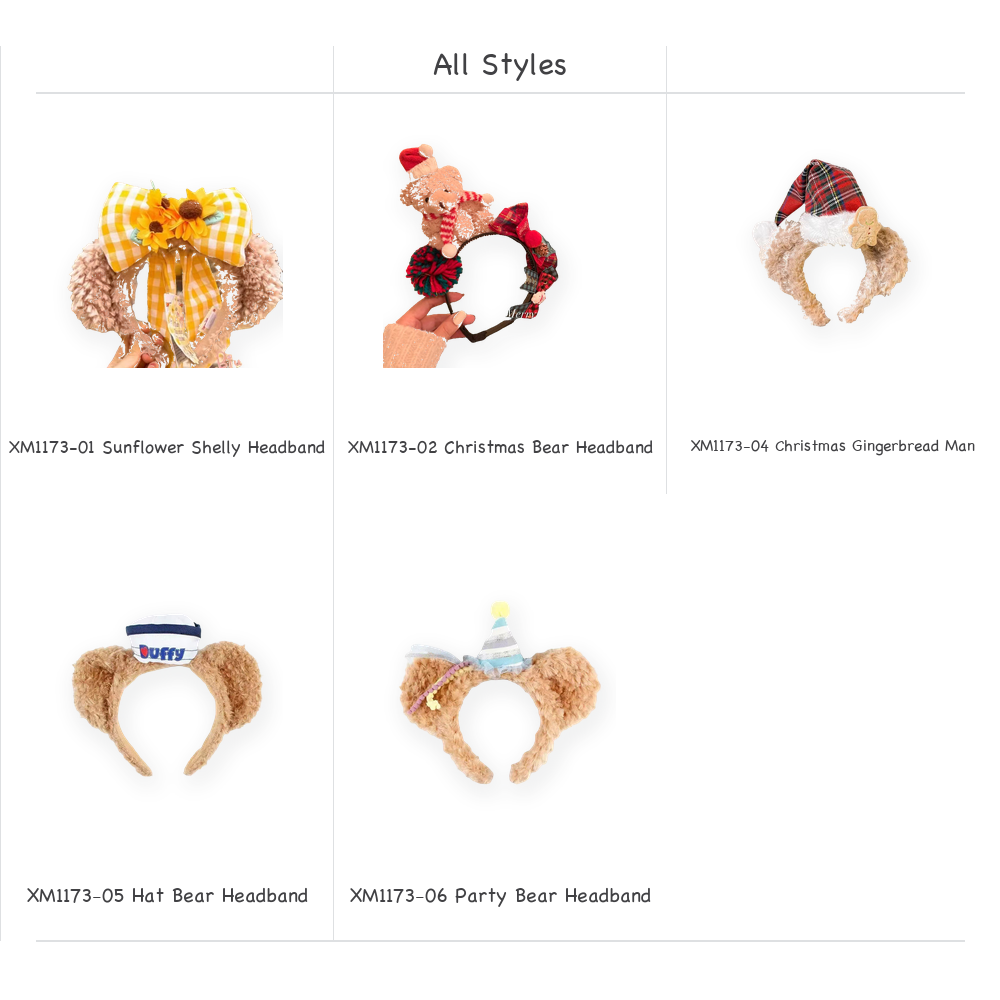 All Styles
Merry
XM1173-01 Sunflower Shelly Headband
XM1173-02 Christmas Bear Headband
XM1173-04 Christmas Gingerbread Man
Duffy
XM1173-05 Hat Bear Headband
XM1173-06 Party Bear Headband